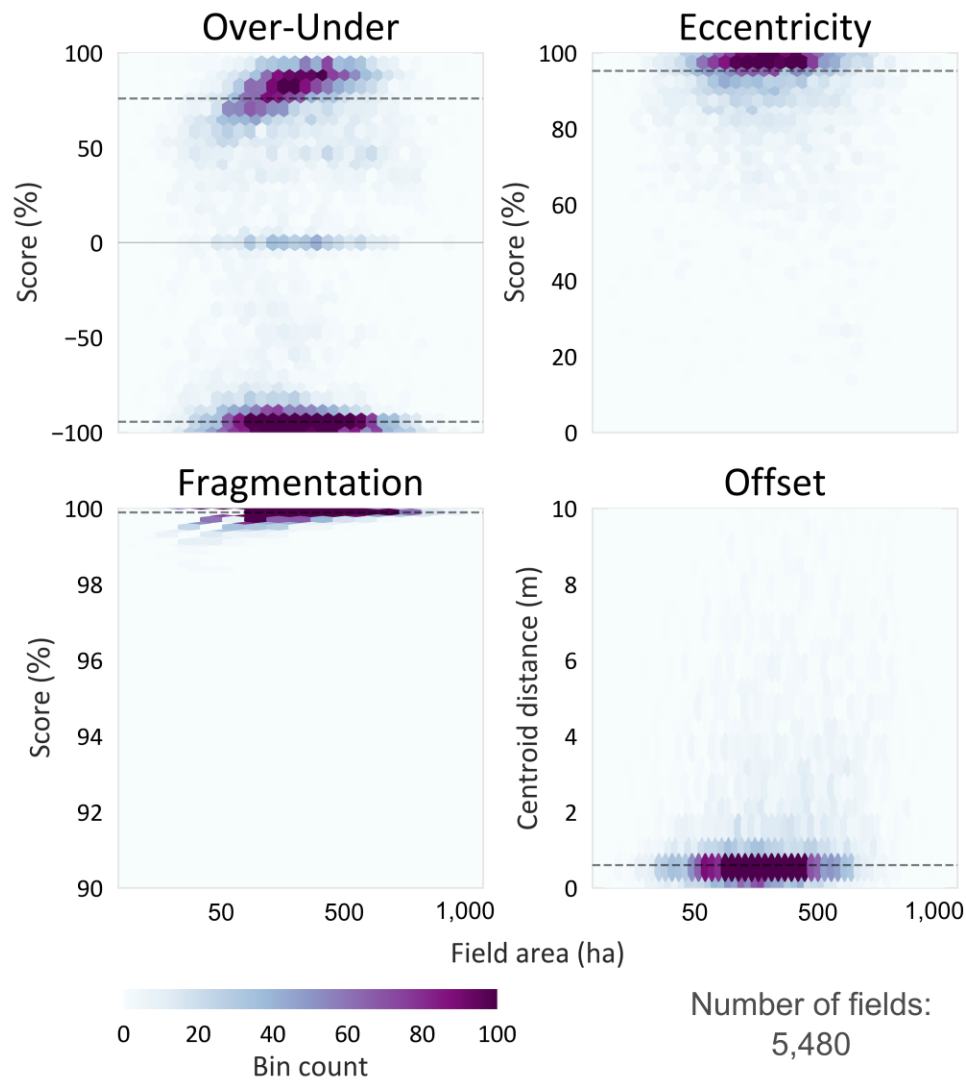 Over-Under
Eccentricity
100
50
0
−50
−100
Score (%)
100
80
60
40
20
0
Score (%)
Fragmentation
Offset
100
98
96
94
92
90
Score (%)
50 500 1,000
10
8
6
4
2
0
Centroid distance (m)
50 500 1,000
Field area (ha)
0 20 40 60 80 100
Bin count
Number of fields:
5,480